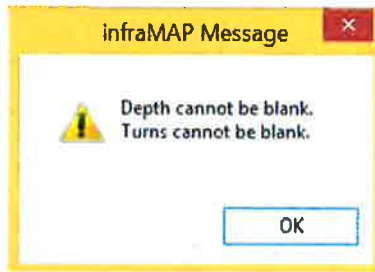 infraMAP Message
Depth cannot be blank.
Turns cannot be blank.
OK